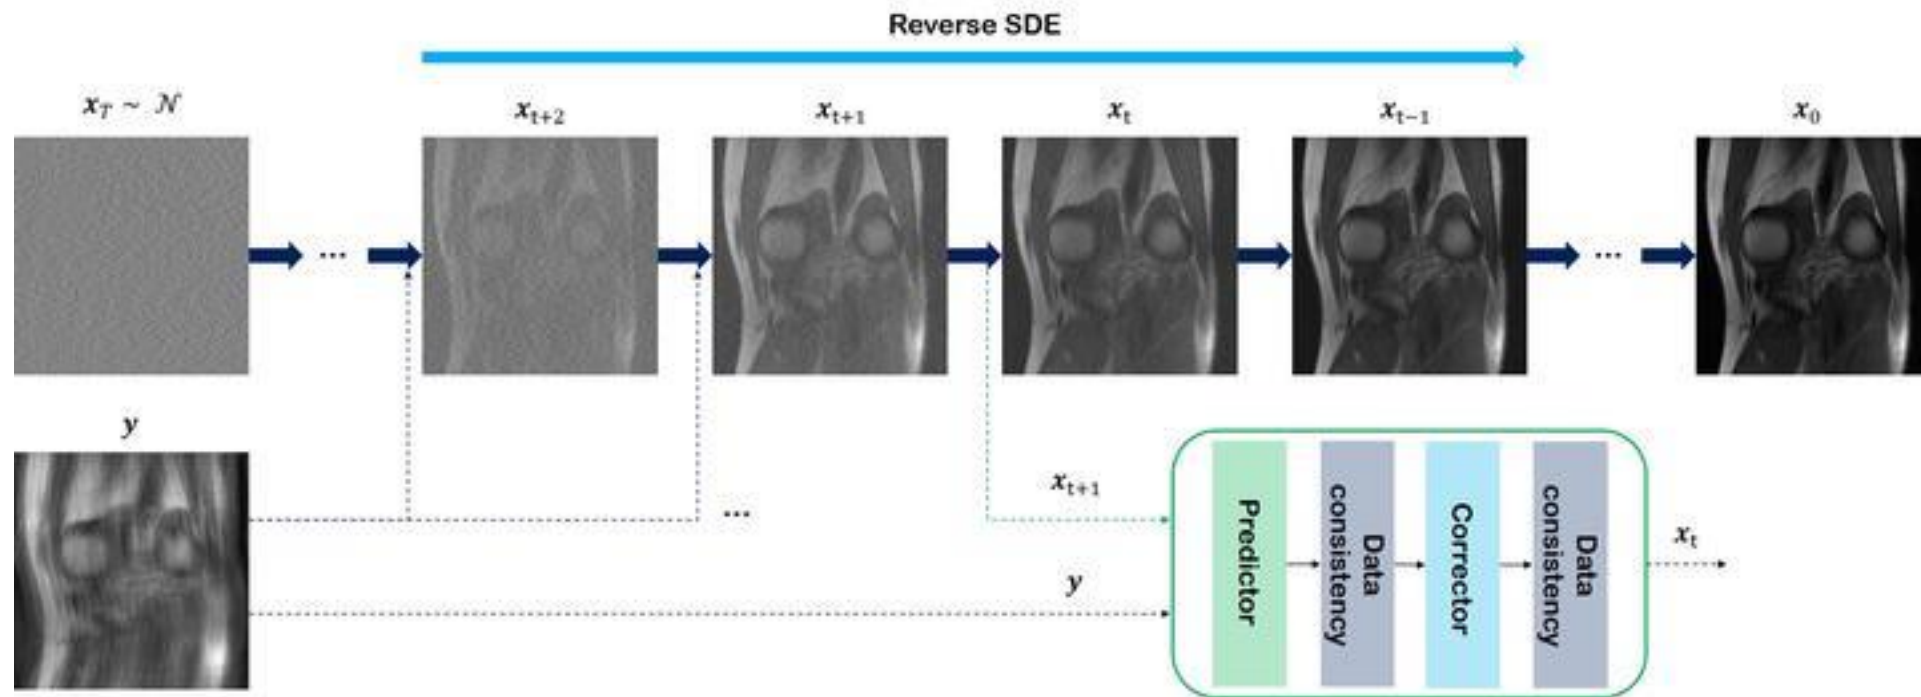 Reverse SDE
x_T ~ 𝒩
x_{t+2}
x_{t+1}
x_t
x_{t−1}
x_0
...
...
y
...
x_{t+1}
y
Predictor
Data
consistency
Corrector
Data
consistency
x_t